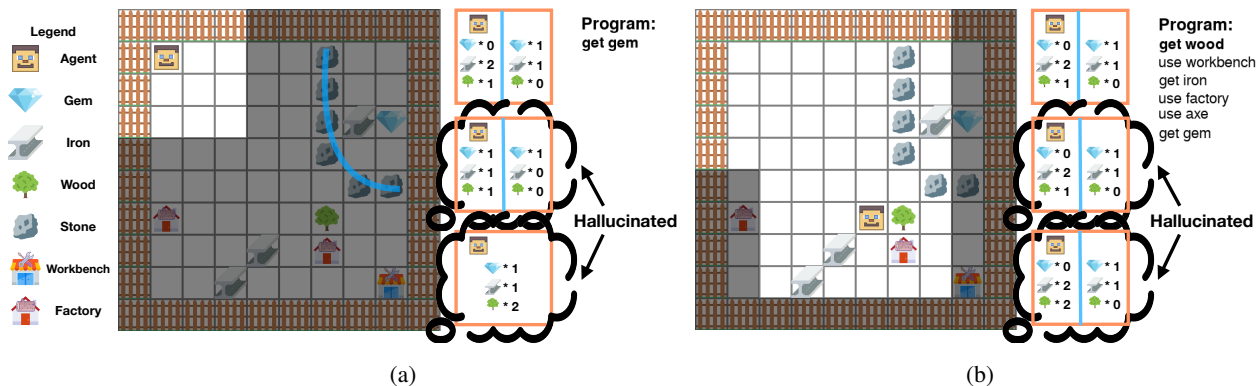 Legend
Agent
Gem
Iron
Wood
Stone
Workbench
Factory
* 0 * 1
* 2 * 1
* 1 * 0
* 1 * 1
* 1 * 0
* 1 * 0
* 1
* 1
* 2
Program:
get gem
Hallucinated
(a)
* 0 * 1
* 2 * 1
* 1 * 0
* 0 * 1
* 2 * 1
* 1 * 0
* 0 * 1
* 2 * 1
* 2 * 0
Program:
get wood
use workbench
get iron
use factory
use axe
get gem
Hallucinated
(b)